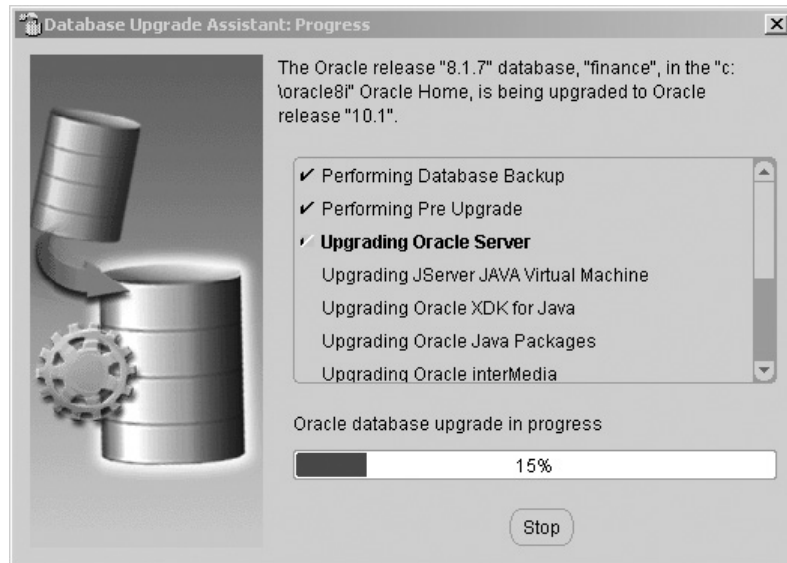 Database Upgrade Assistant: Progress
The Oracle release "8.1.7" database, "finance", in the "c:
\oracle8i" Oracle Home, is being upgraded to Oracle
release "10.1".
Performing Database Backup
Performing Pre Upgrade
Upgrading Oracle Server
Upgrading JServer JAVA Virtual Machine
Upgrading Oracle XDK for Java
Upgrading Oracle Java Packages
Upgrading Oracle interMedia
Oracle database upgrade in progress
15%
Stop